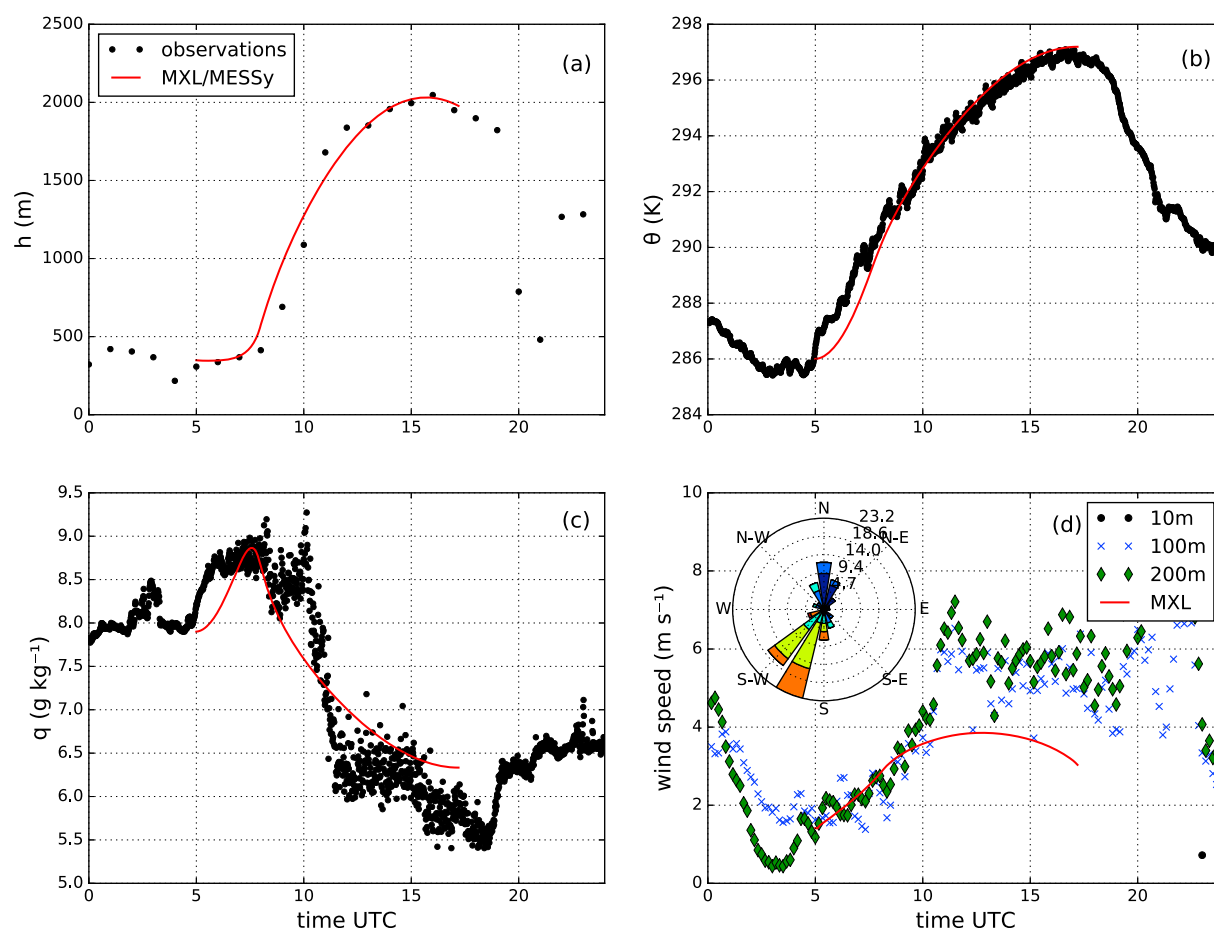 2500
2000
1500
1000
500
0
h (m)
0
5
10
15
20
observations
MXL/MESSy
(a)
298
296
294
292
290
288
286
284
θ (K)
0
5
10
15
20
(b)
9.5
9.0
8.5
8.0
7.5
7.0
6.5
6.0
5.5
5.0
q (g kg⁻¹)
0
5
10
15
20
time UTC
(c)
10
8
6
4
2
0
wind speed (m s⁻¹)
0
5
10
15
20
time UTC
(d)
10m
100m
200m
MXL
N
N-E
E
S-E
S
S-W
W
N-W
23.2
18.6
14.0
9.4
4.7